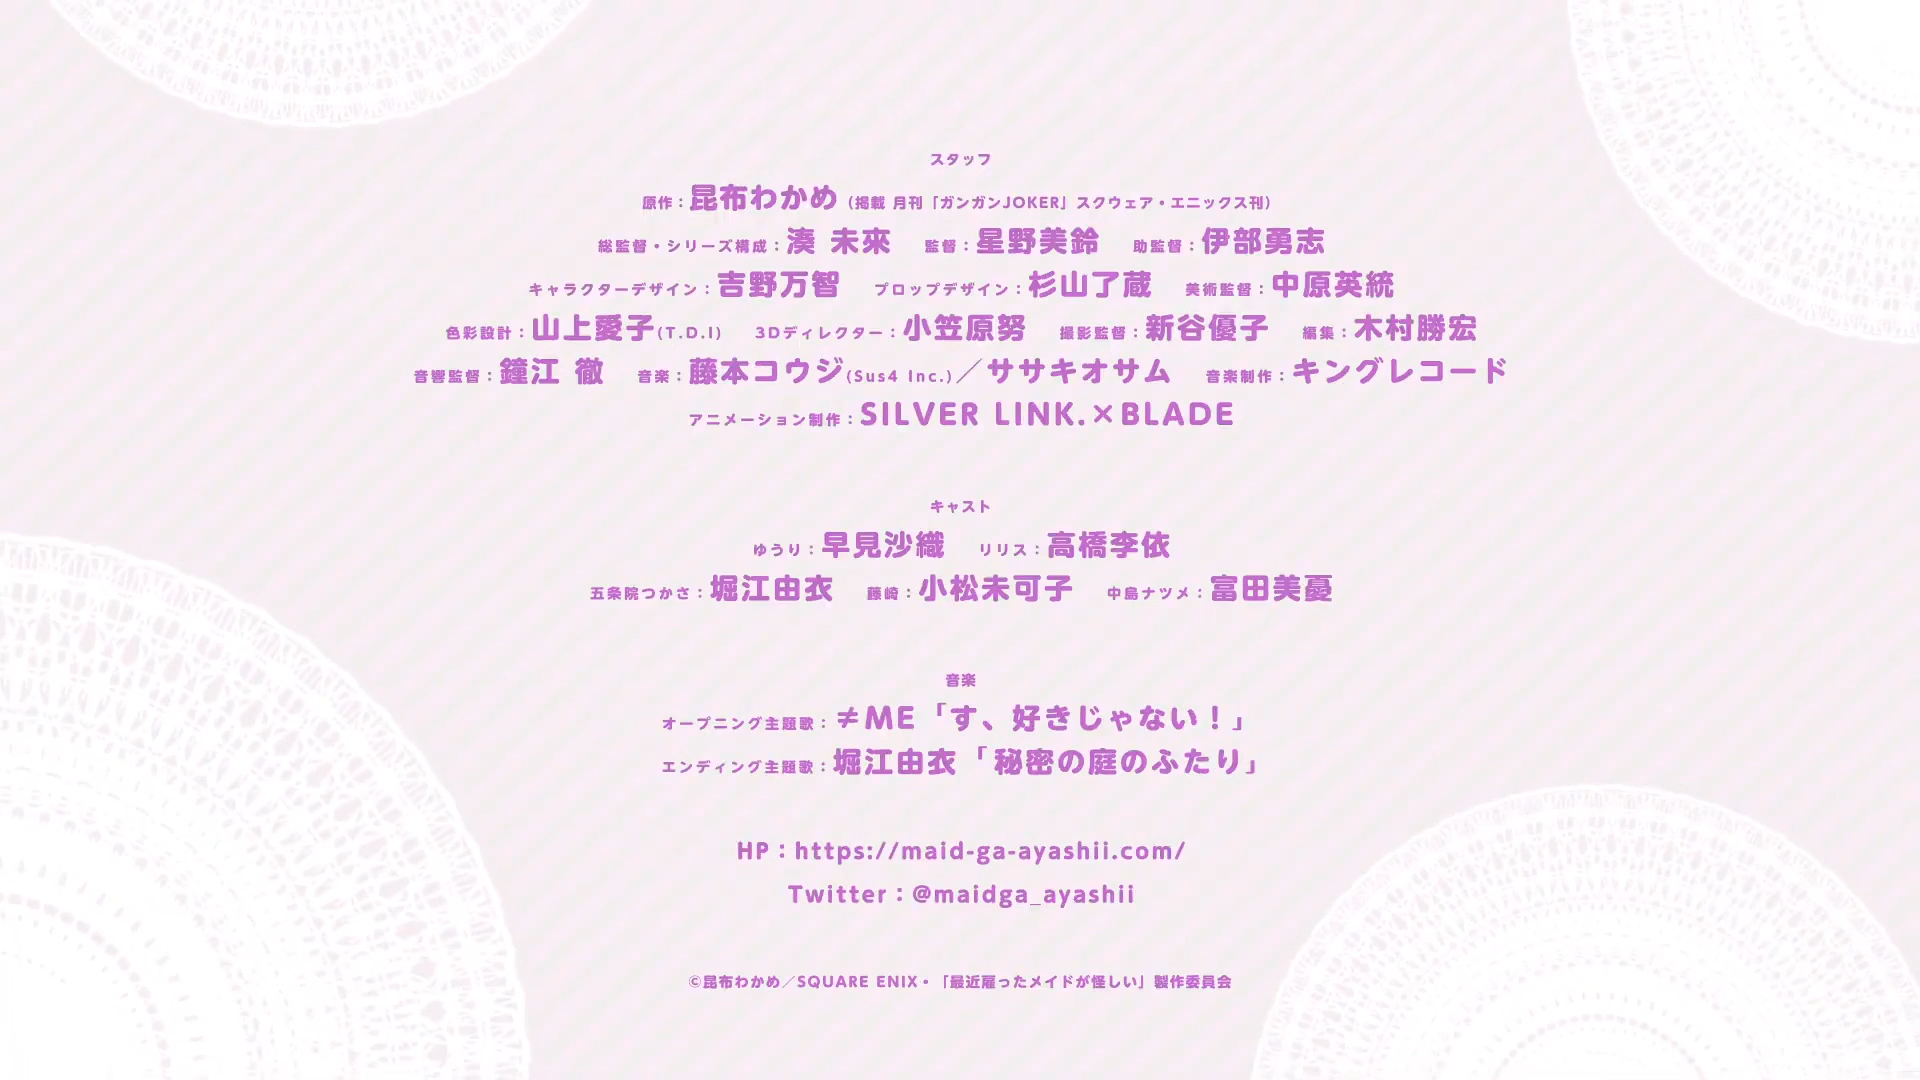 スタッフ
原作：昆布わかめ（掲載 月刊「ガンガンJOKER」スクウェア・エニックス刊）
総監督・シリーズ構成：湊 未來 監督：星野美鈴 助監督：伊部勇志
キャラクターデザイン：吉野万智 プロップデザイン：杉山了蔵 美術監督：中原英統
色彩設計：山上愛子(T.D.I) 3Dディレクター：小笠原努 撮影監督：新谷優子 編集：木村勝宏
音響監督：鐘江 徹 音楽：藤本コウジ(Sus4 Inc.)／ササキオサム 音楽制作：キングレコード
アニメーション制作：SILVER LINK.×BLADE
キャスト
ゆうり：早見沙織 リリス：高橋李依
五条院つかさ：堀江由衣 藤崎：小松未可子 中島ナツメ：富田美憂
音楽
オープニング主題歌：≠ME「す、好きじゃない！」
エンディング主題歌：堀江由衣「秘密の庭のふたり」
HP：https://maid-ga-ayashii.com/
Twitter：@maidga_ayashii
©昆布わかめ／SQUARE ENIX・「最近雇ったメイドが怪しい」製作委員会